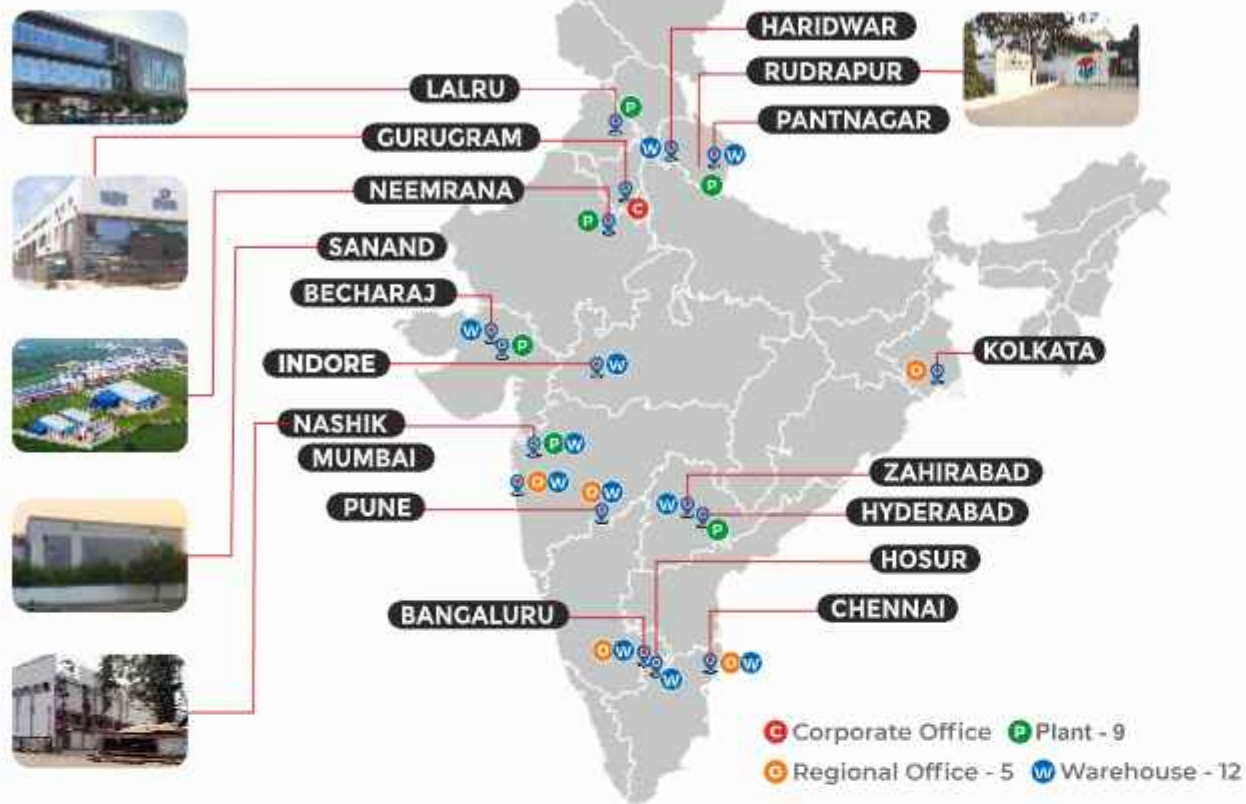 HARIDWAR
RUDRAPUR
LALRU
PANTNAGAR
GURUGRAM
NEEMRANA
SANAND
BECHARAJ
INDORE
KOLKATA
NASHIK
MUMBAI
PUNE
ZAHIRABAD
HYDERABAD
HOSUR
BANGALURU
CHENNAI
P
W
W
P
C
P
W
P
W
O
P W
O W
O W
W
P
O W
W
O W
C Corporate Office P Plant - 9
O Regional Office - 5 W Warehouse - 12